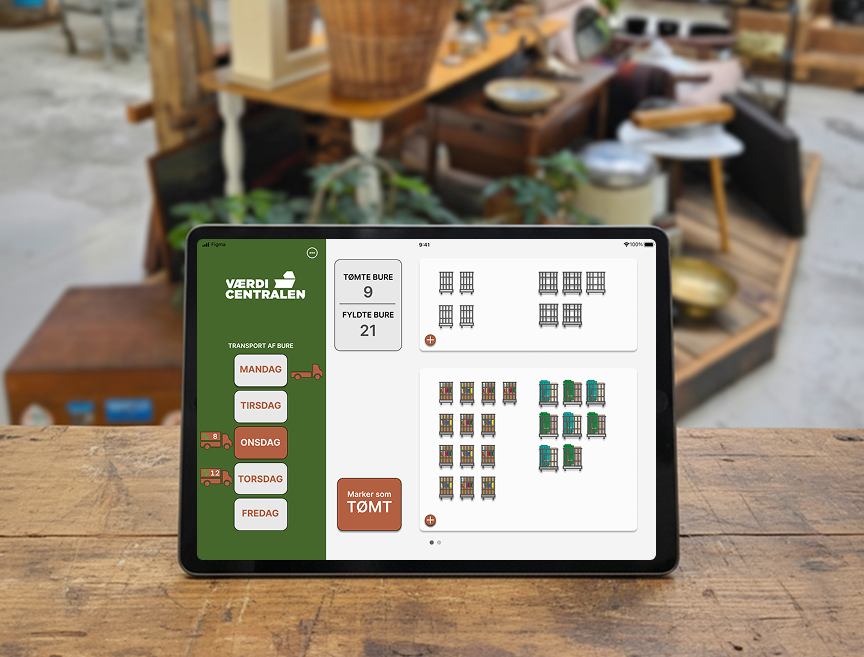 Figma
9:41
100%
VÆRDI
CENTRALEN
TRANSPORT AF BURE
MANDAG
TIRSDAG
8
ONSDAG
12
TORSDAG
FREDAG
TØMTE BURE
9
FYLDTE BURE
21
Marker som
TØMT